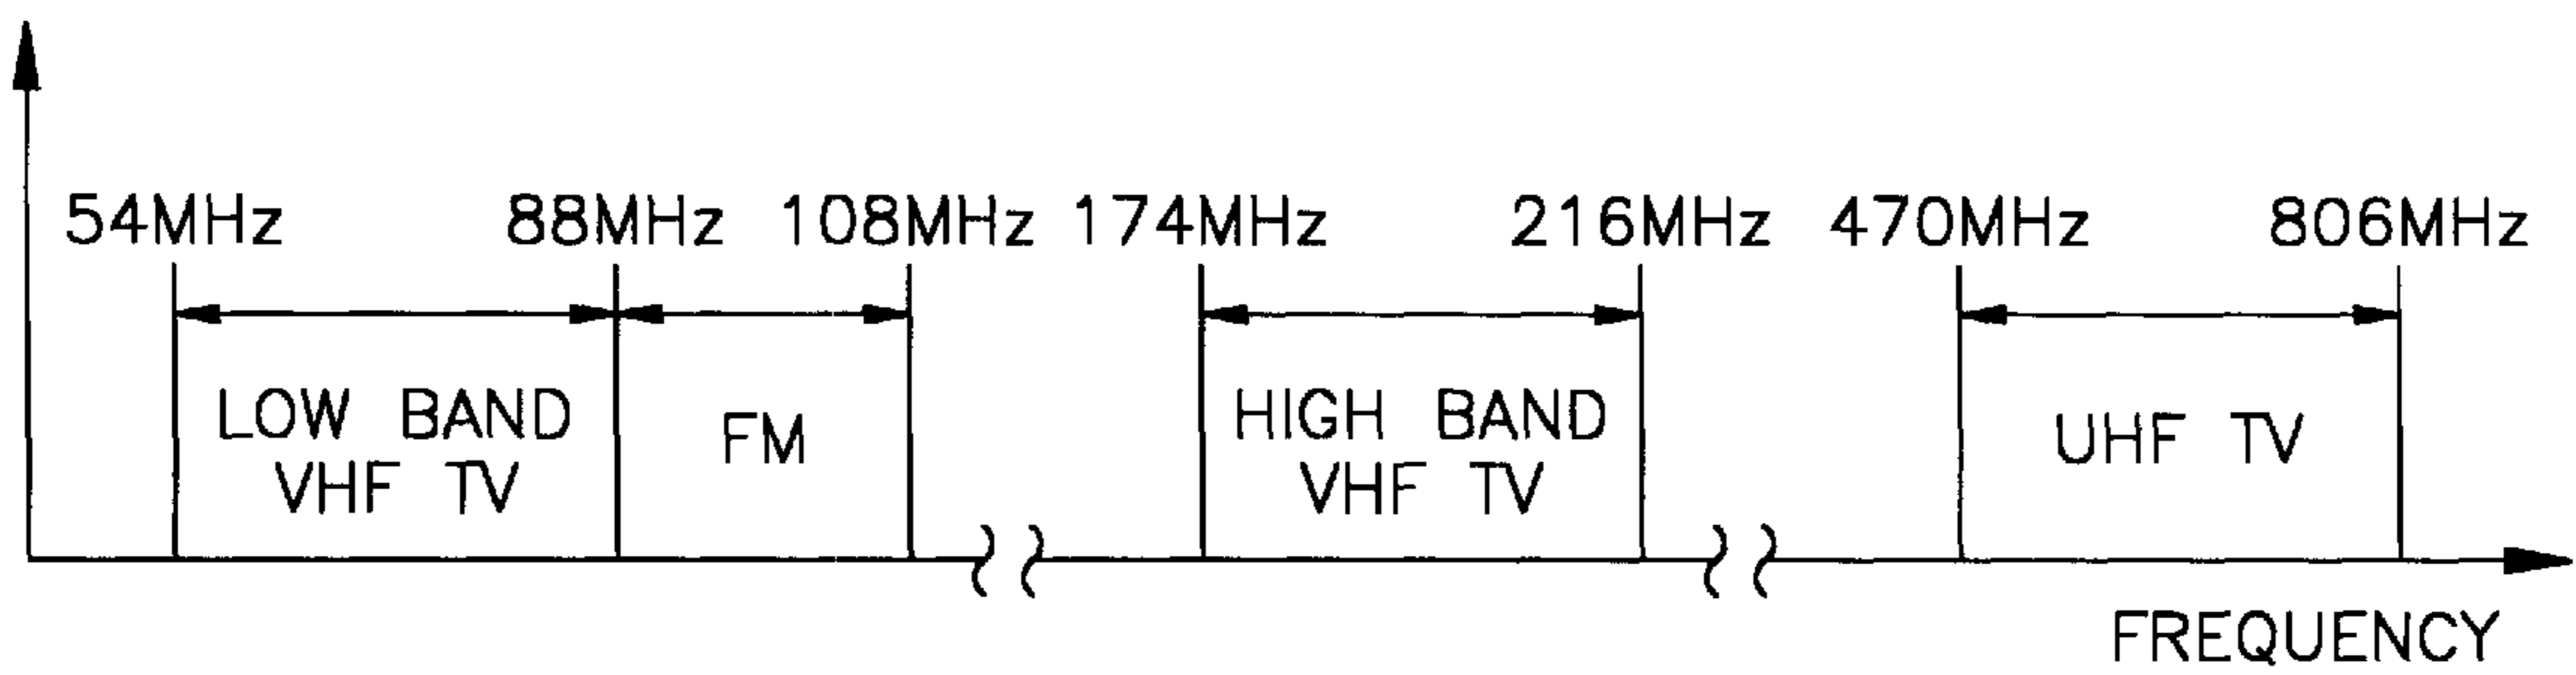 54MHz 88MHz 108MHz 174MHz 216MHz 470MHz 806MHz
LOW BAND
VHF TV
FM
HIGH BAND
VHF TV
UHF TV
FREQUENCY